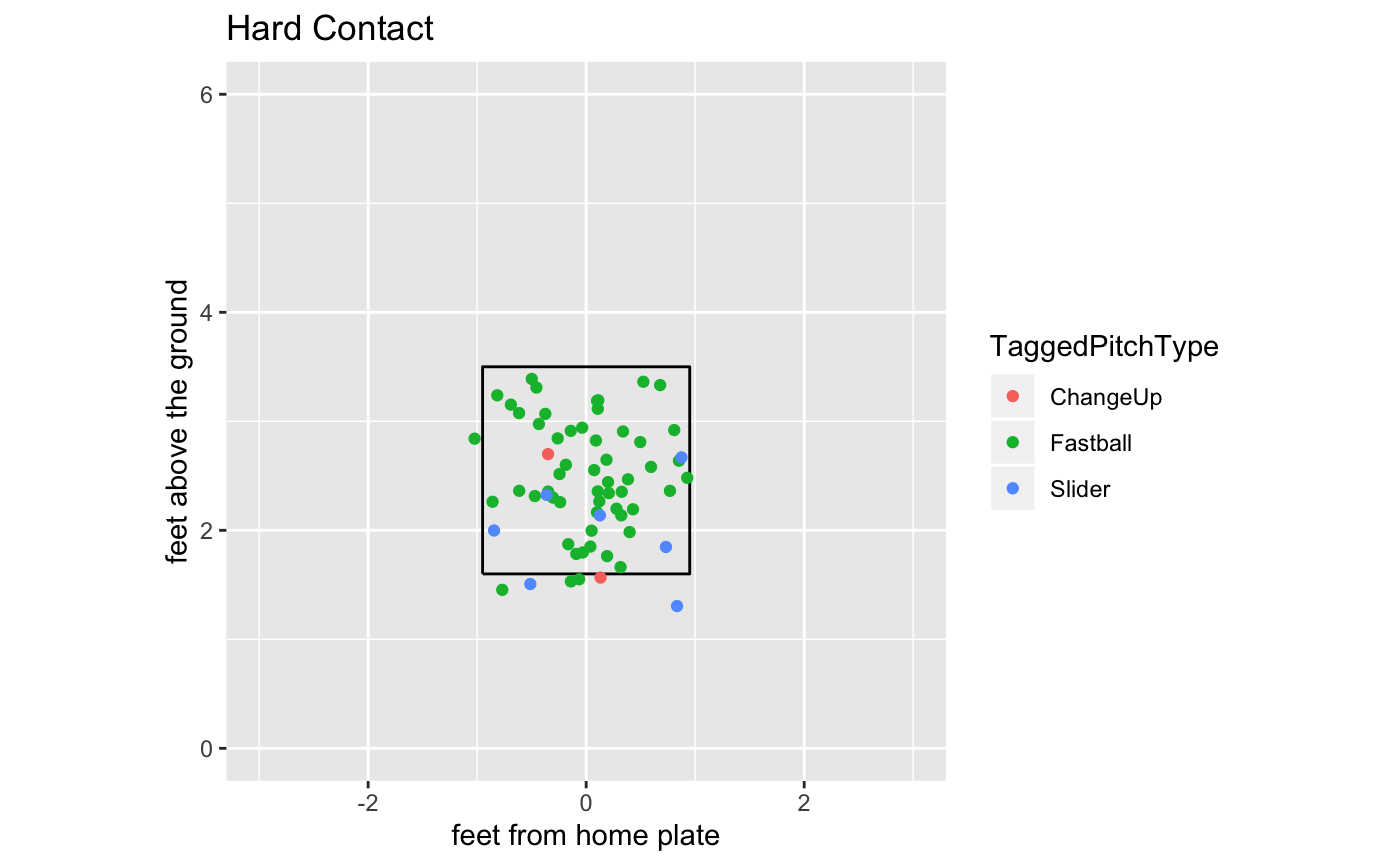 Hard Contact
6
4
2
0
feet above the ground
-2 0 2
feet from home plate
TaggedPitchType
ChangeUp
Fastball
Slider